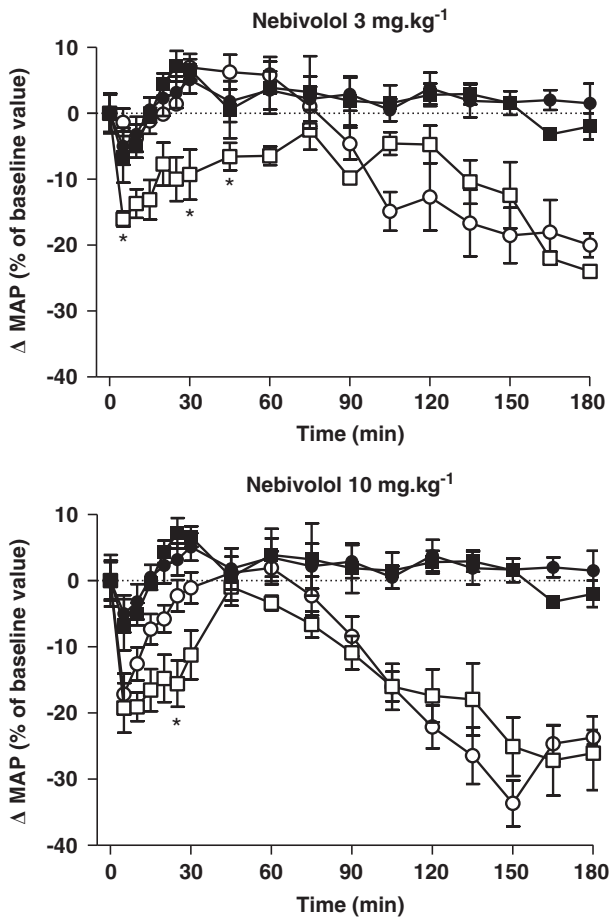 Nebivolol 3 mg.kg-1
Δ MAP (% of baseline value)
10
0
-10
-20
-30
-40
*
*
*
0 30 60 90 120 150 180
Time (min)
Nebivolol 10 mg.kg-1
Δ MAP (% of baseline value)
10
0
-10
-20
-30
-40
*
0 30 60 90 120 150 180
Time (min)